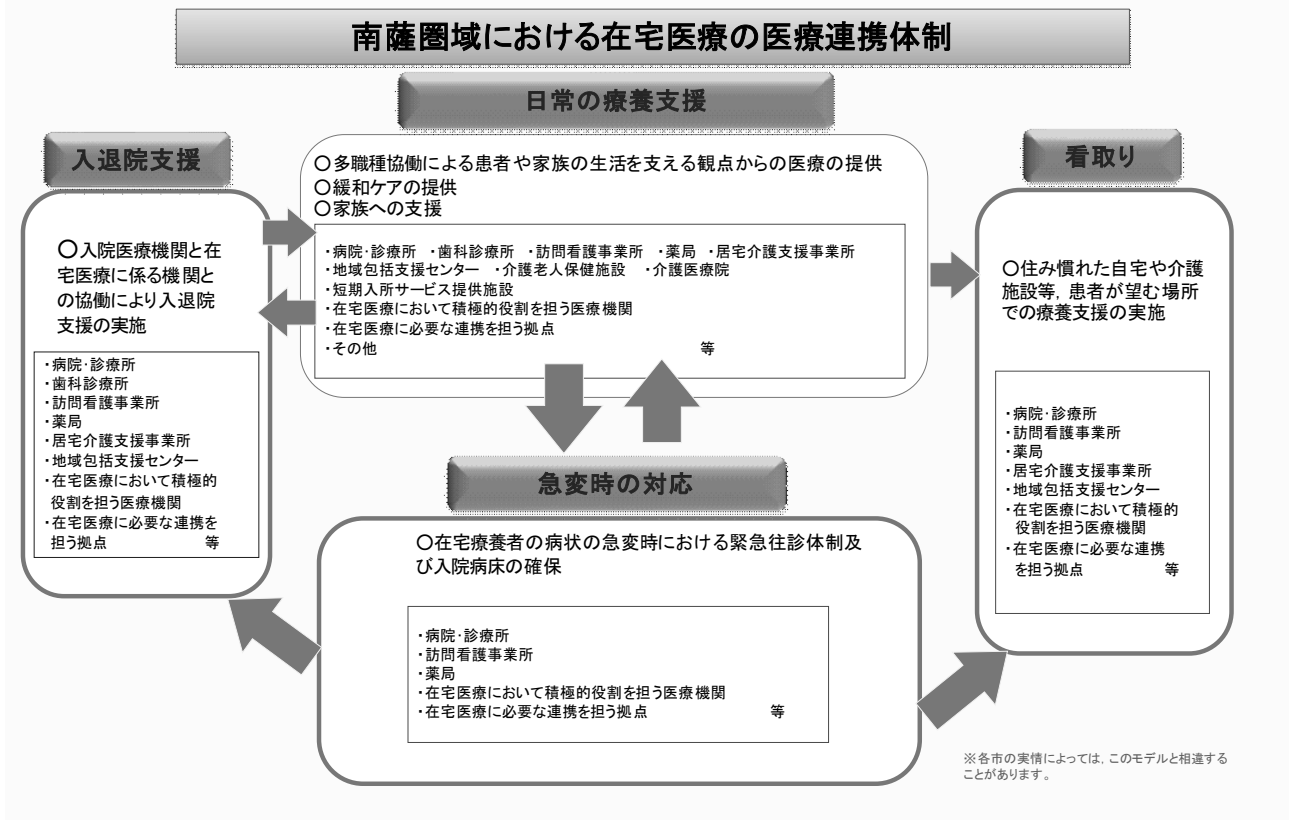 南薩圏域における在宅医療の医療連携体制
日常の療養支援
〇多職種協働による患者や家族の生活を支える観点からの医療の提供
〇緩和ケアの提供
〇家族への支援
・病院・診療所 ・歯科診療所 ・訪問看護事業所 ・薬局 ・居宅介護支援事業所
・地域包括支援センター ・介護老人保健施設 ・介護医療院
・短期入所サービス提供施設
・在宅医療において積極的役割を担う医療機関
・在宅医療に必要な連携を担う拠点
・その他 等
入退院支援
〇入院医療機関と在
宅医療に係る機関と
の協働により入退院
支援の実施
・病院・診療所
・歯科診療所
・訪問看護事業所
・薬局
・居宅介護支援事業所
・地域包括支援センター
・在宅医療において積極的
役割を担う医療機関
・在宅医療に必要な連携を
担う拠点 等
看取り
〇住み慣れた自宅や介護
施設等，患者が望む場所
での療養支援の実施
・病院・診療所
・訪問看護事業所
・薬局
・居宅介護支援事業所
・地域包括支援センター
・在宅医療において積極的
役割を担う医療機関
・在宅医療に必要な連携
を担う拠点 等
急変時の対応
〇在宅療養者の病状の急変時における緊急往診体制及
び入院病床の確保
・病院・診療所
・訪問看護事業所
・薬局
・在宅医療において積極的役割を担う医療機関
・在宅医療に必要な連携を担う拠点 等
※各市の実情によっては，このモデルと相違する
ことがあります。